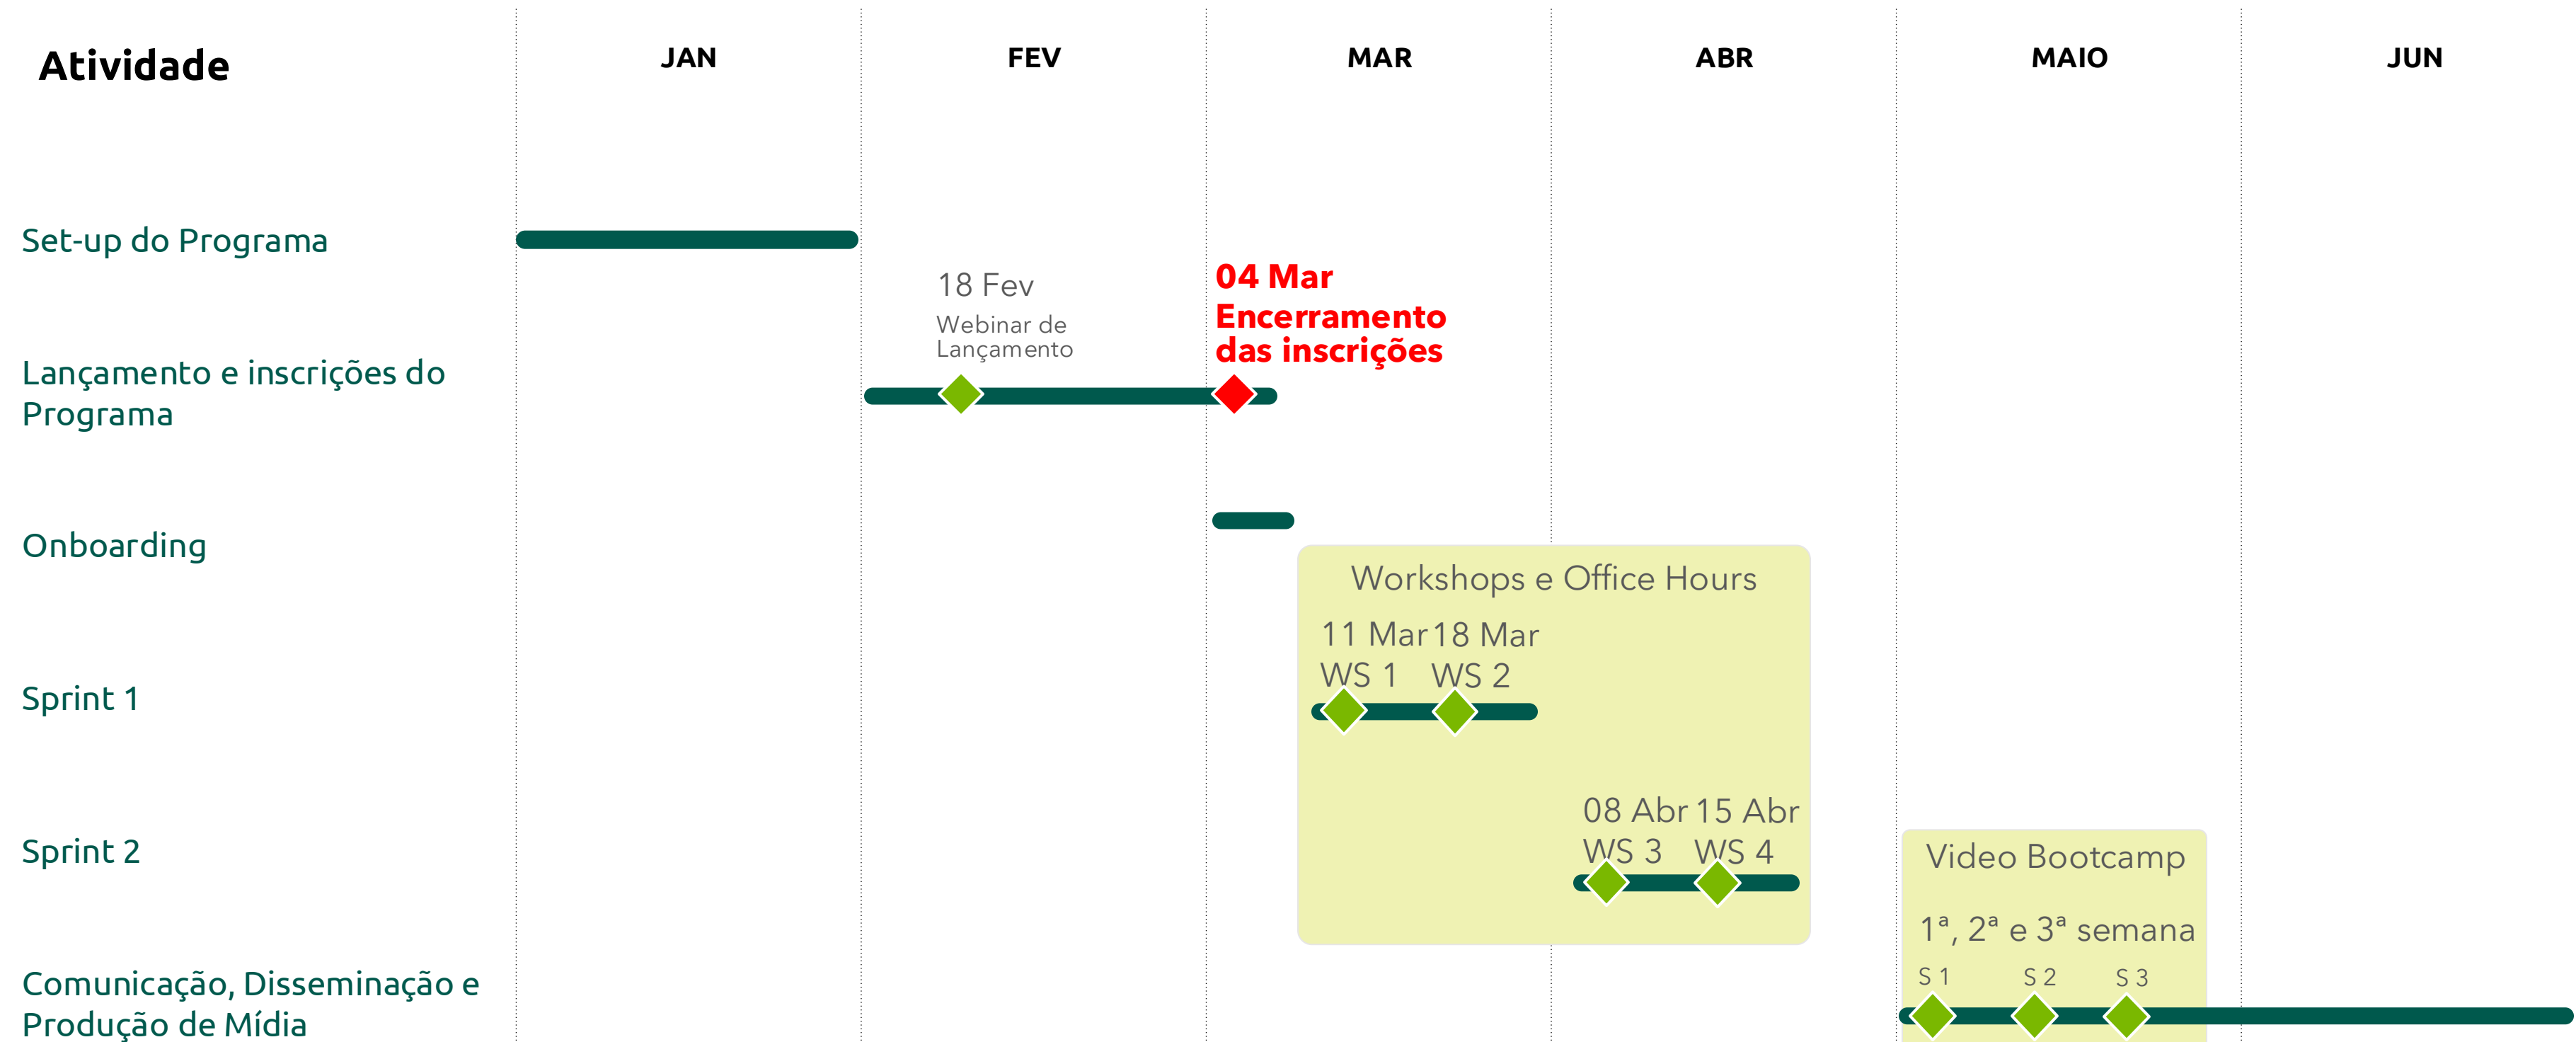 Atividade
JAN
FEV
MAR
ABR
MAIO
JUN
Set-up do Programa
18 Fev
Webinar de
Lançamento
04 Mar
Encerramento
das inscrições
Lançamento e inscrições do
Programa
Onboarding
Workshops e Office Hours
11 Mar
WS 1
18 Mar
WS 2
Sprint 1
08 Abr
WS 3
15 Abr
WS 4
Sprint 2
Video Bootcamp
1ª, 2ª e 3ª semana
S 1
S 2
S 3
Comunicação, Disseminação e
Produção de Mídia